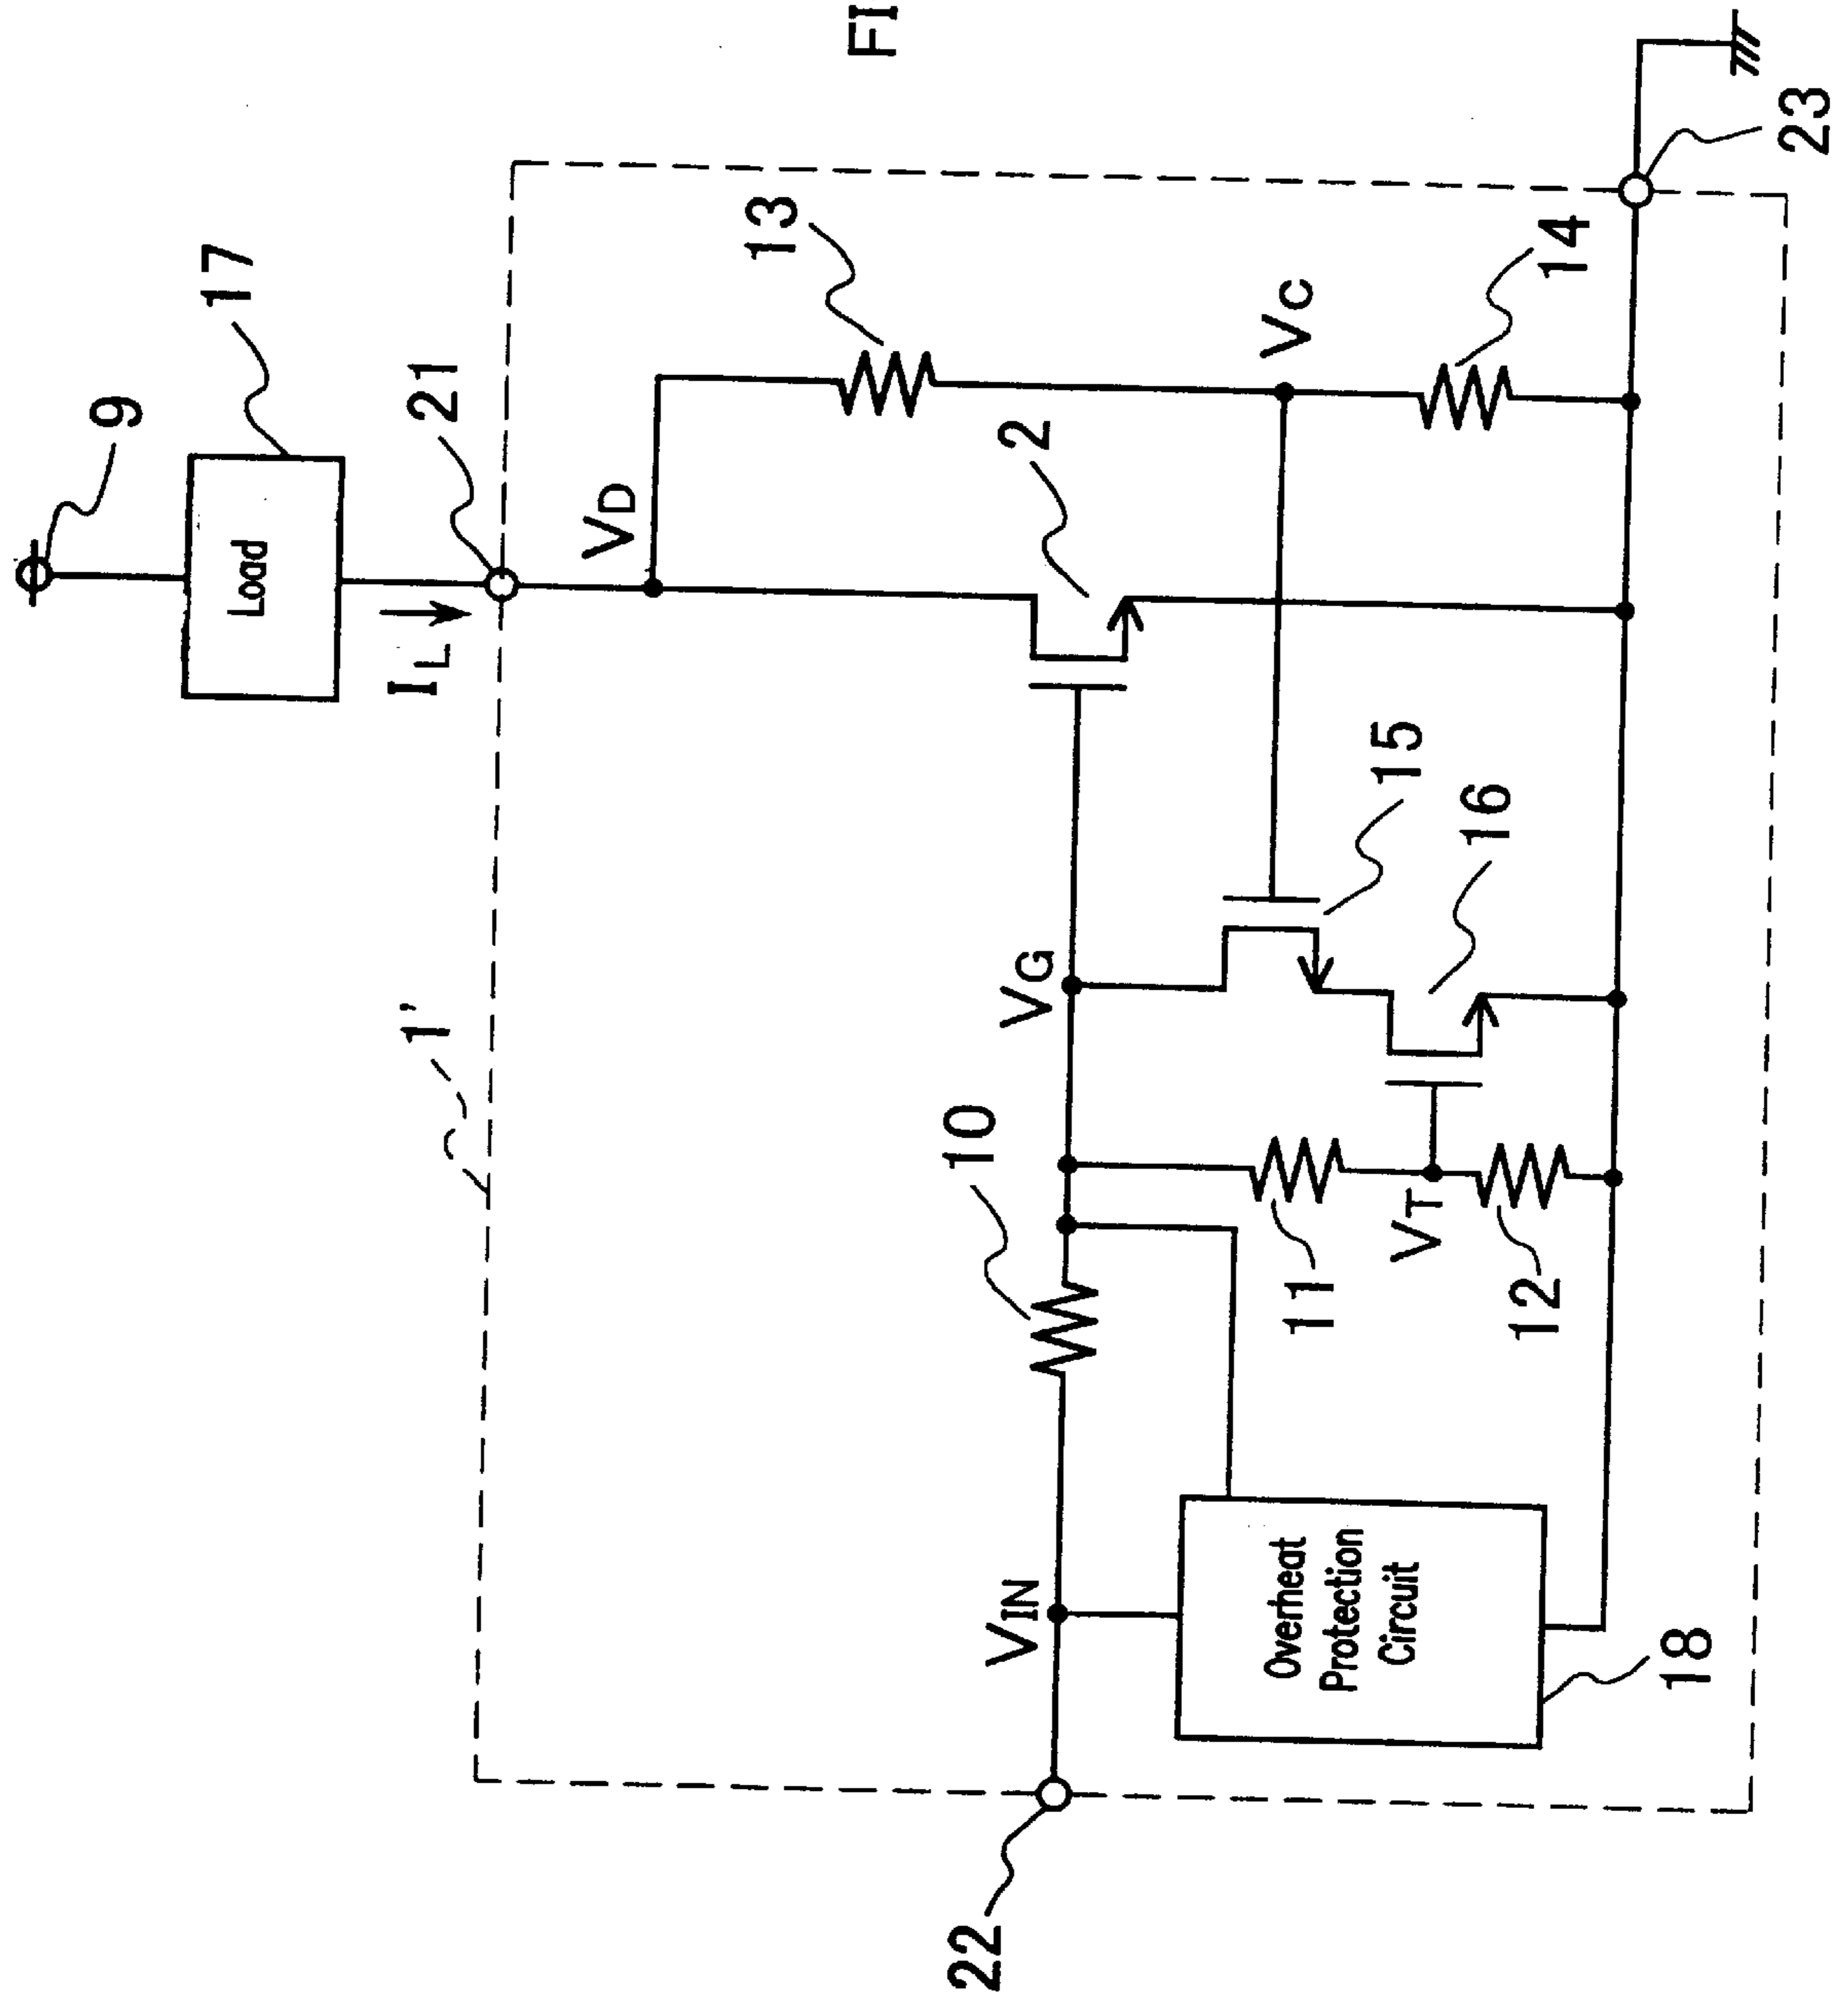 FI
9
17
Load
IL
21
1'
VD
13
2
VC
14
23
10
VG
15
16
11
VT
12
VIN
22
Overheat
Protection
Circuit
18